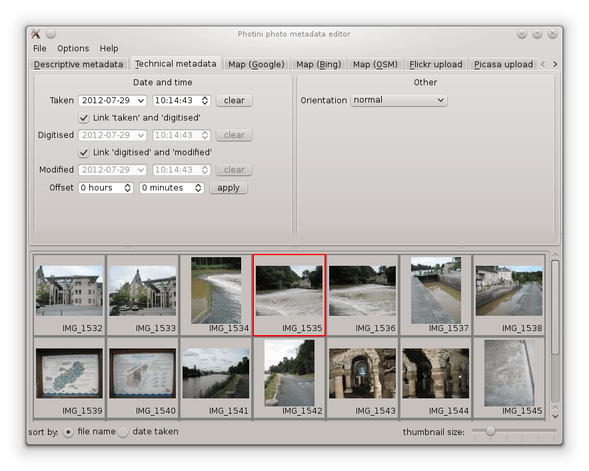 Photini photo metadata editor
File Options Help
Descriptive metadata Technical metadata Map (Google) Map (Bing) Map (OSM) Flickr upload Picasa upload
Date and time
Other
Taken 2012-07-29 10:14:43 clear
Orientation normal
Link 'taken' and 'digitised'
Digitised 2012-07-29 10:14:43 clear
Link 'digitised' and 'modified'
Modified 2012-07-29 10:14:43 clear
Offset 0 hours 0 minutes apply
IMG_1532 IMG_1533 IMG_1534 IMG_1535 IMG_1536 IMG_1537 IMG_1538
IMG_1539 IMG_1540 IMG_1541 IMG_1542 IMG_1543 IMG_1544 IMG_1545
sort by: file name date taken thumbnail size: